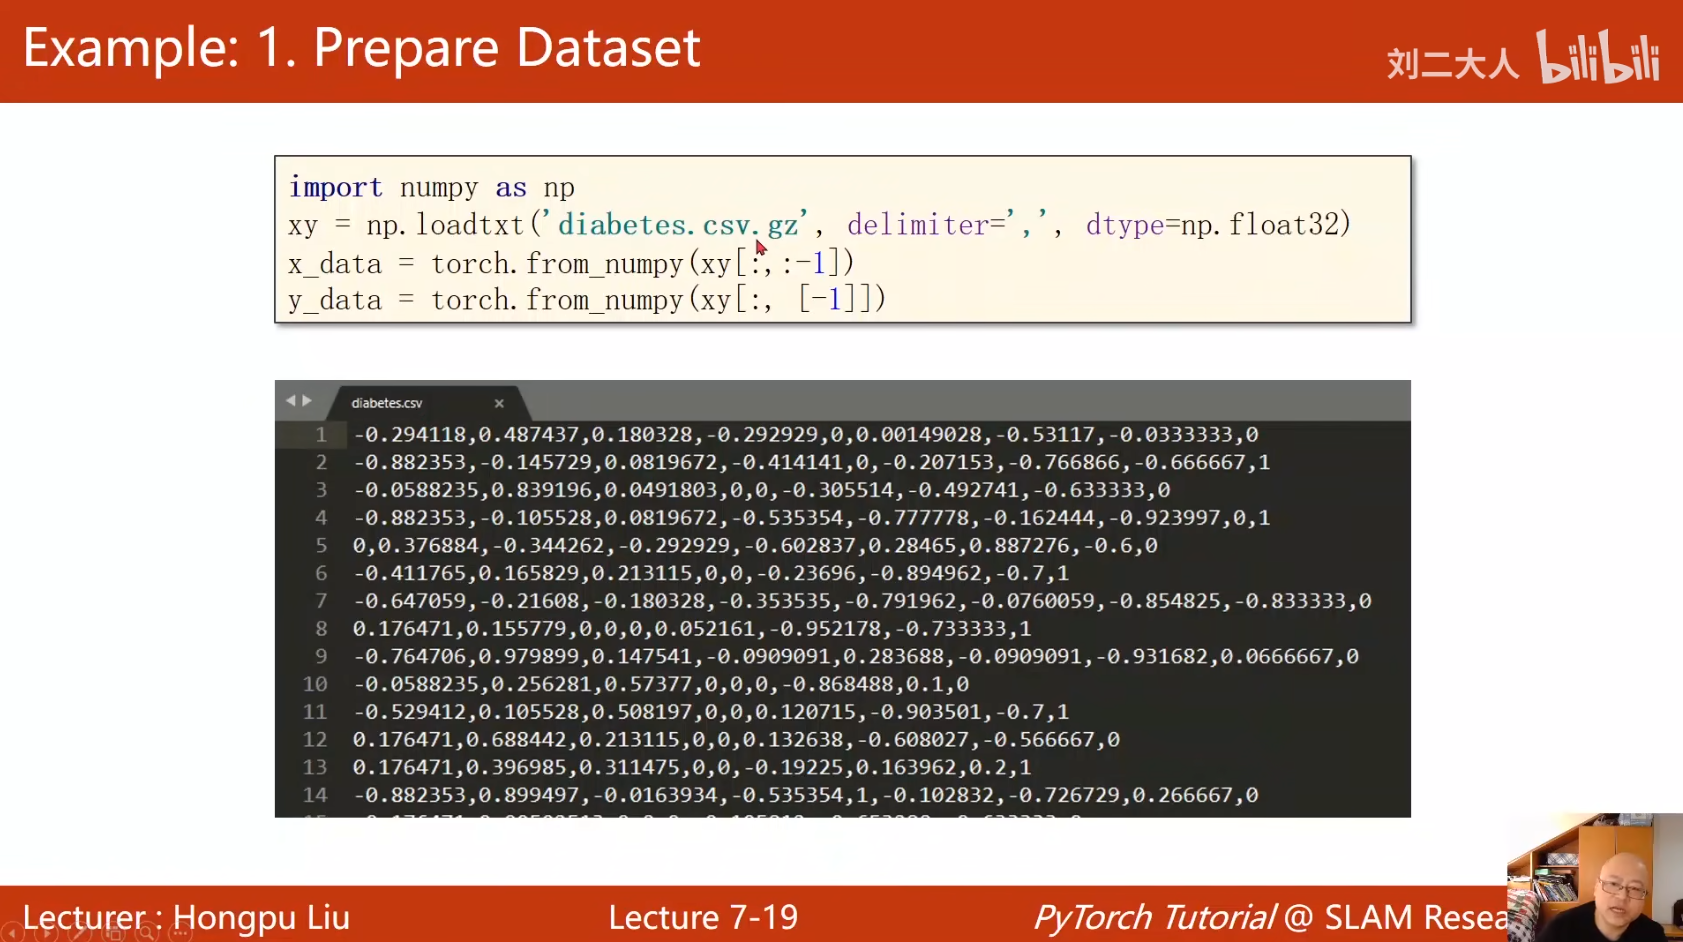 Example: 1. Prepare Dataset
刘二大人 bilibili
import numpy as np
xy = np.loadtxt('diabetes.csv.gz', delimiter=',', dtype=np.float32)
x_data = torch.from_numpy(xy[:,:-1])
y_data = torch.from_numpy(xy[:, [-1]])
diabetes.csv ×
1 -0.294118,0.487437,0.180328,-0.292929,0,0.00149028,-0.53117,-0.0333333,0
2 -0.882353,-0.145729,0.0819672,-0.414141,0,-0.207153,-0.766866,-0.666667,1
3 -0.0588235,0.839196,0.0491803,0,0,-0.305514,-0.492741,-0.633333,0
4 -0.882353,-0.105528,0.0819672,-0.535354,-0.777778,-0.162444,-0.923997,0,1
5 0,0.376884,-0.344262,-0.292929,-0.602837,0.28465,0.887276,-0.6,0
6 -0.411765,0.165829,0.213115,0,0,-0.23696,-0.894962,-0.7,1
7 -0.647059,-0.21608,-0.180328,-0.353535,-0.791962,-0.0760059,-0.854825,-0.833333,0
8 0.176471,0.155779,0,0,0,0.052161,-0.952178,-0.733333,1
9 -0.764706,0.979899,0.147541,-0.0909091,0.283688,-0.0909091,-0.931682,0.0666667,0
10 -0.0588235,0.256281,0.57377,0,0,0,-0.868488,0.1,0
11 -0.529412,0.105528,0.508197,0,0,0.120715,-0.903501,-0.7,1
12 0.176471,0.688442,0.213115,0,0,0.132638,-0.608027,-0.566667,0
13 0.176471,0.396985,0.311475,0,0,-0.19225,0.163962,0.2,1
14 -0.882353,0.899497,-0.0163934,-0.535354,1,-0.102832,-0.726729,0.266667,0
Lecturer : Hongpu Liu
Lecture 7-19
PyTorch Tutorial @ SLAM Resea